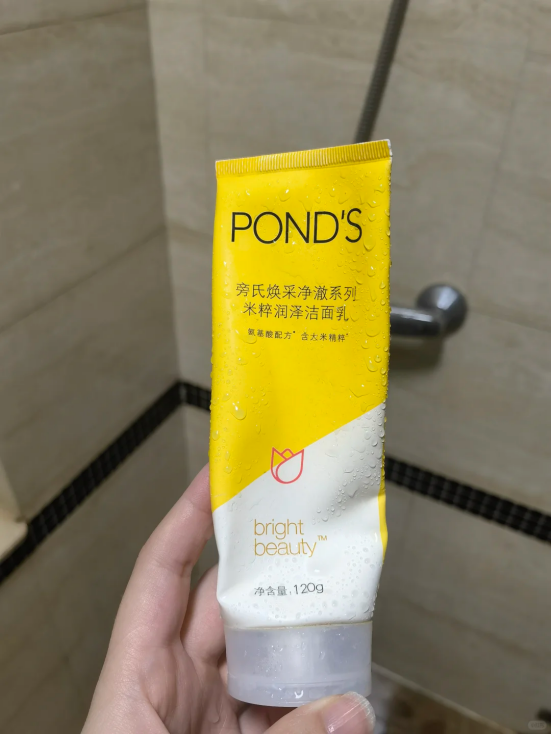 POND'S
旁氏焕采净澈系列
米粹润泽洁面乳
氨基酸配方* 含大米精粹*
bright
beauty™
净含量:120g